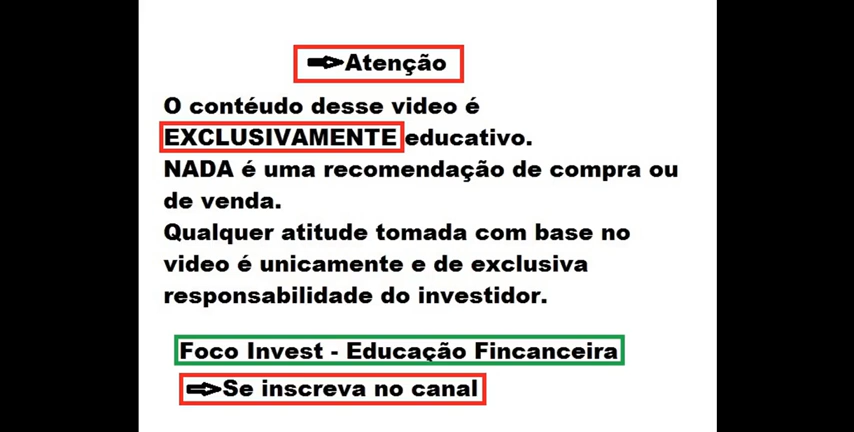 Atenção
O contéudo desse video é
EXCLUSIVAMENTE educativo.
NADA é uma recomendação de compra ou
de venda.
Qualquer atitude tomada com base no
video é unicamente e de exclusiva
responsabilidade do investidor.
Foco Invest - Educação Fincanceira
Se inscreva no canal